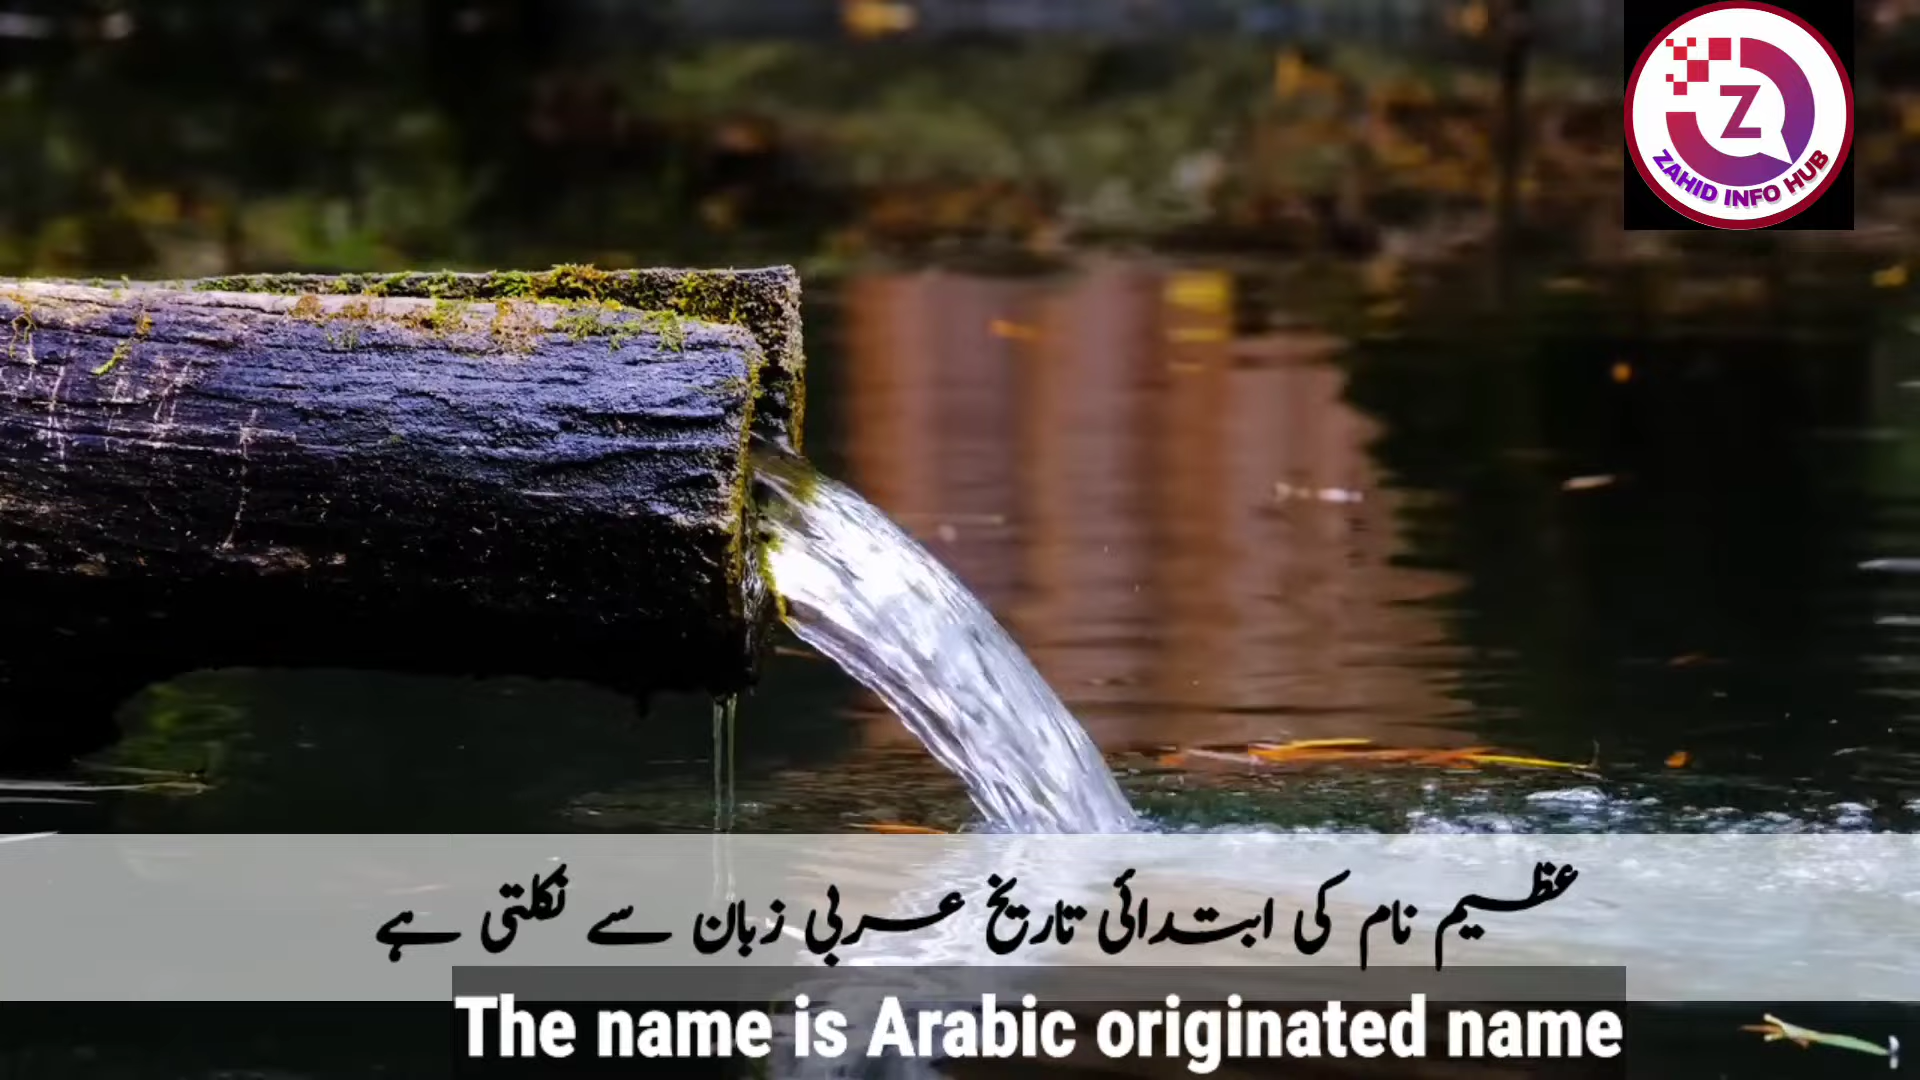 Z
ZAHID INFO HUB
عظیم نام کی ابتدائی تاریخ عربی زبان سے نکلتی ہے
The name is Arabic originated name